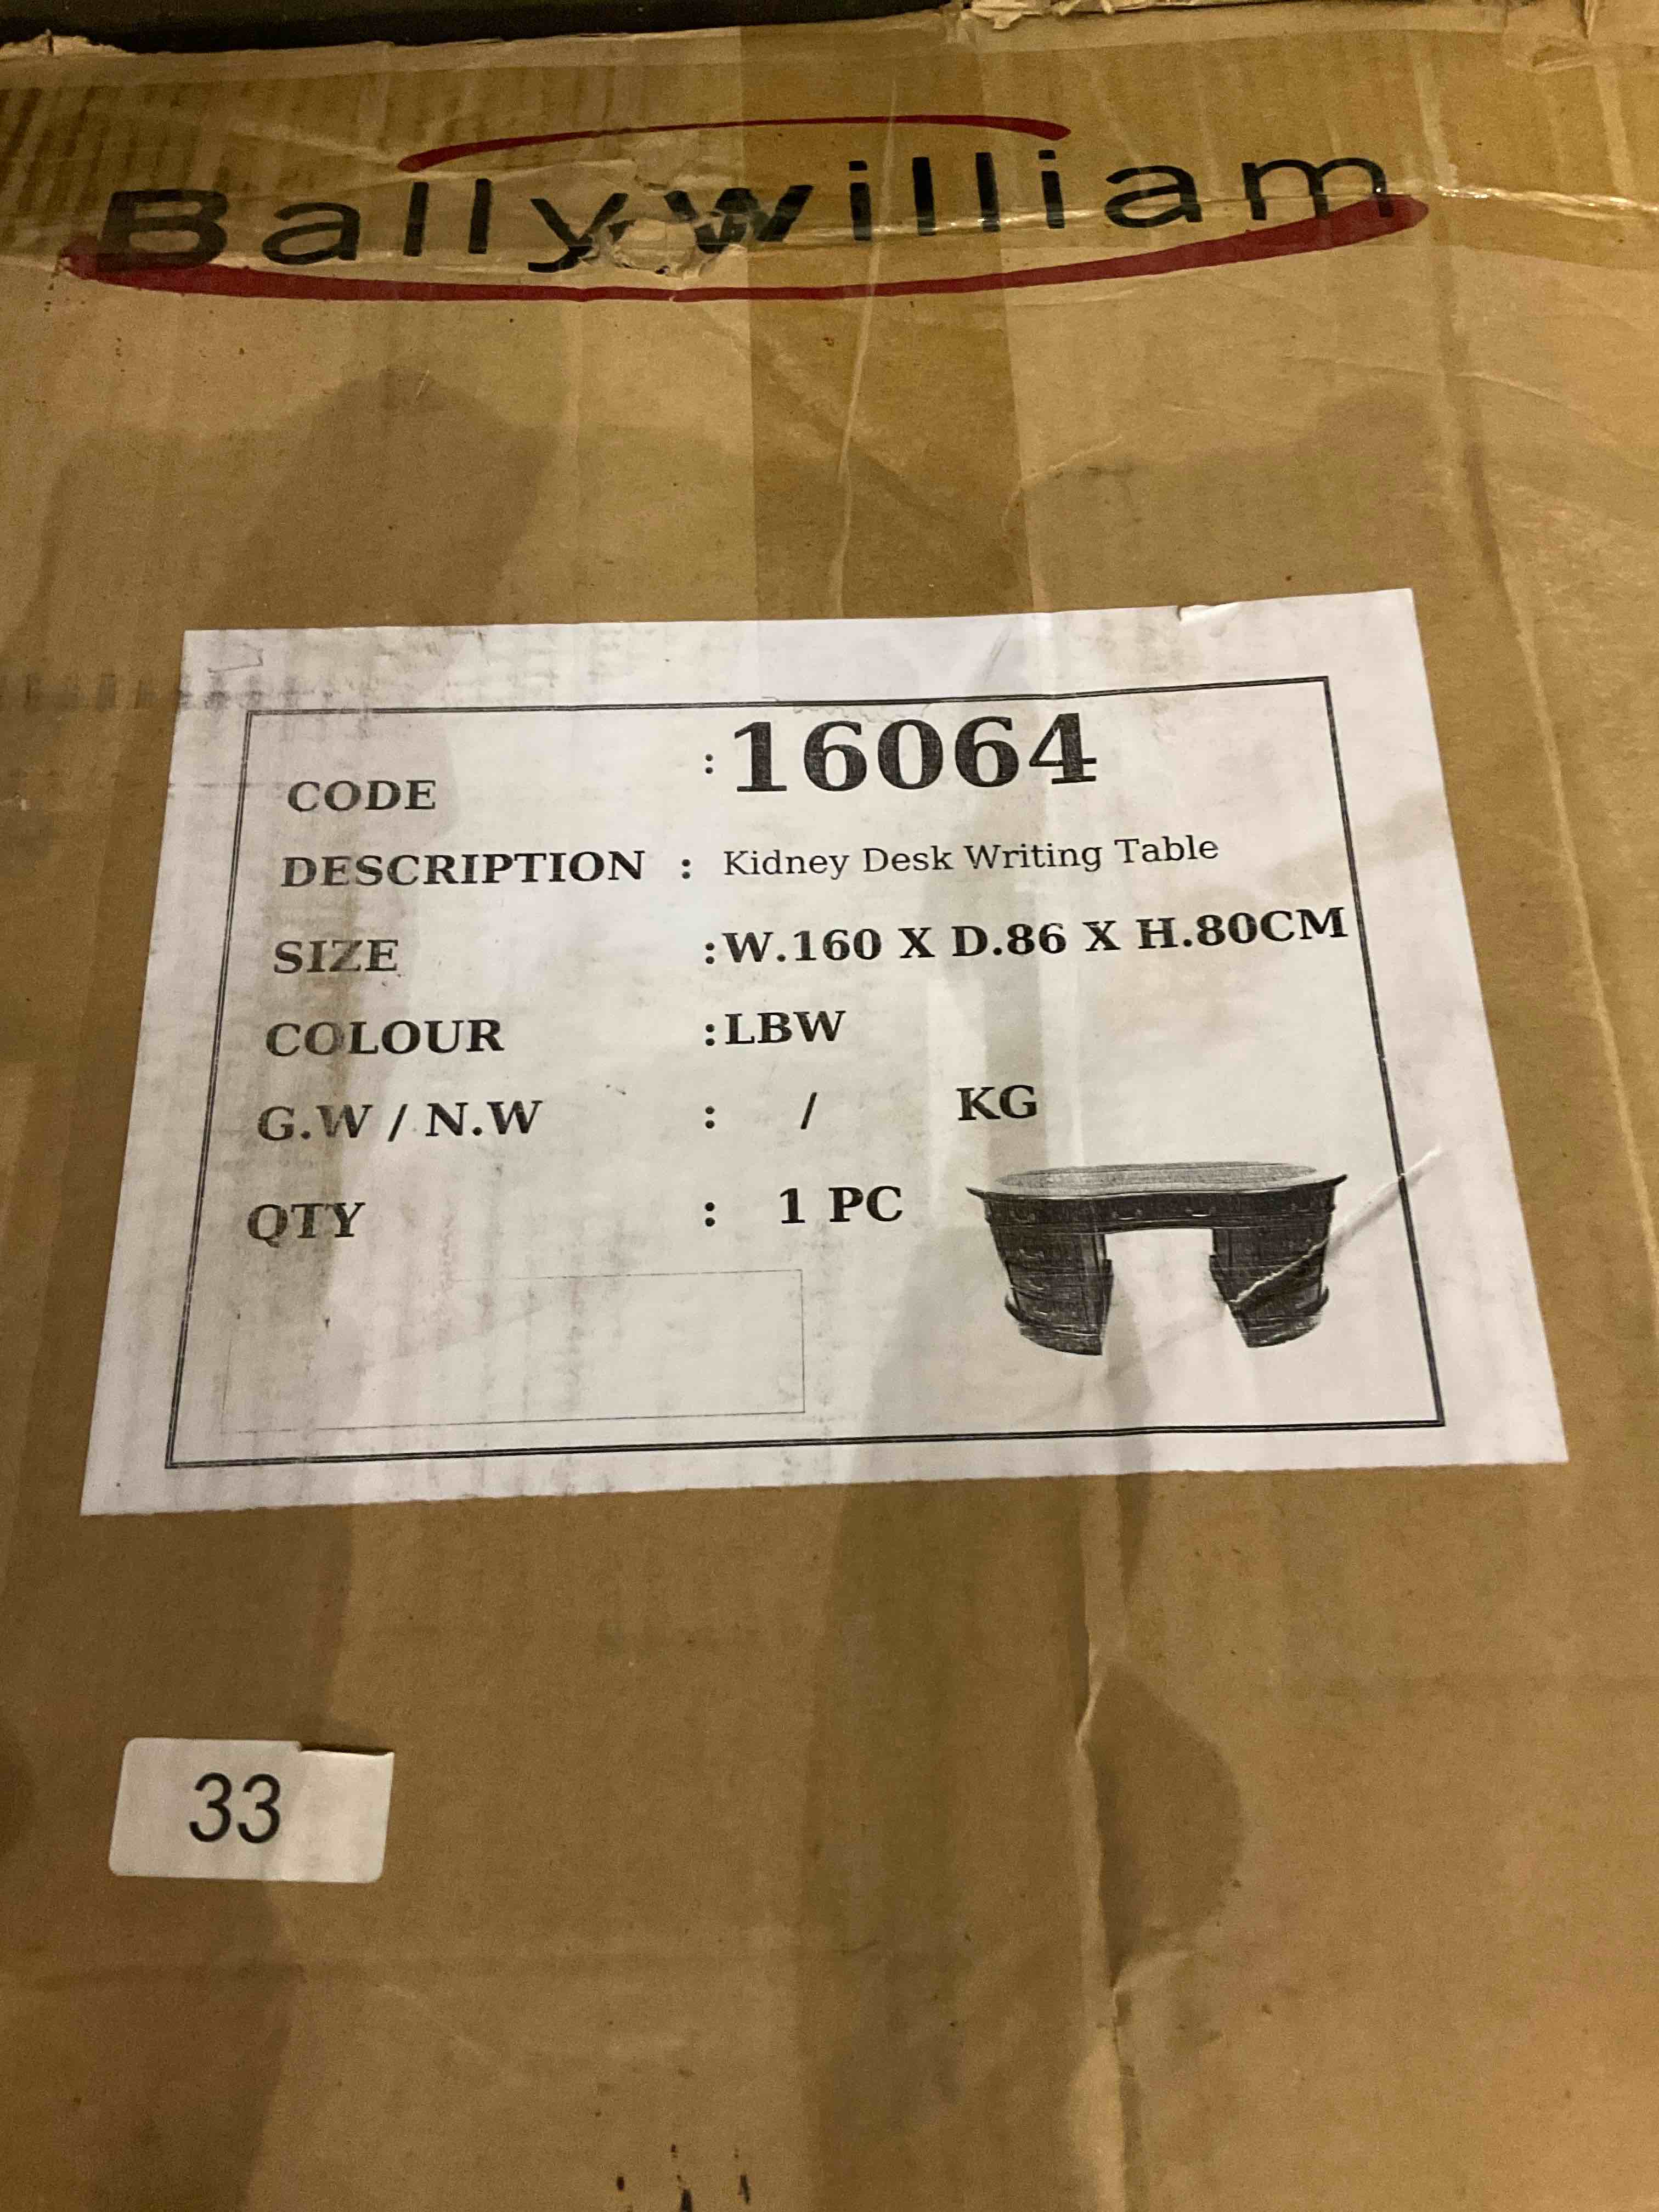 Ballywilliam
CODE : 16064
DESCRIPTION : Kidney Desk Writing Table
SIZE :W.160 X D.86 X H.80CM
COLOUR :LBW
G.W / N.W : / KG
QTY : 1 PC
33